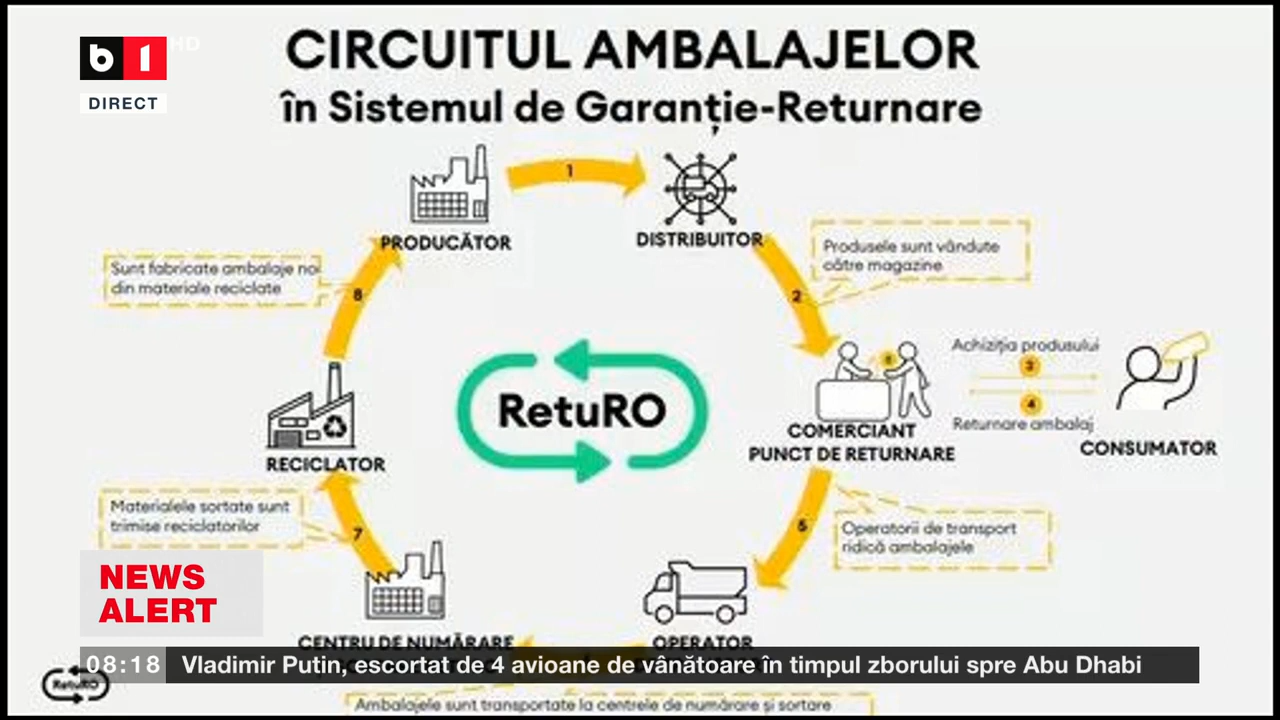 b1
HD
DIRECT
CIRCUITUL AMBALAJELOR
în Sistemul de Garanție-Returnare
1
PRODUCĂTOR
DISTRIBUITOR
Produsele sunt vândute
către magazine
2
Sunt fabricate ambalaje noi
din materiale reciclate
8
RetuRO
Achiziția produsului
3
4
Returnare ambalaj
CONSUMATOR
COMERCIANT
PUNCT DE RETURNARE
RECICLATOR
Materialele sortate sunt
trimise reciclatorilor
7
5
Operatorii de transport
ridică ambalajele
NEWS
ALERT
CENTRU DE NUMĂRARE
OPERATOR
08:18 Vladimir Putin, escortat de 4 avioane de vânătoare în timpul zborului spre Abu Dhabi
RetuRO
Ambalajele sunt transportate la centrele de numărare și sortare